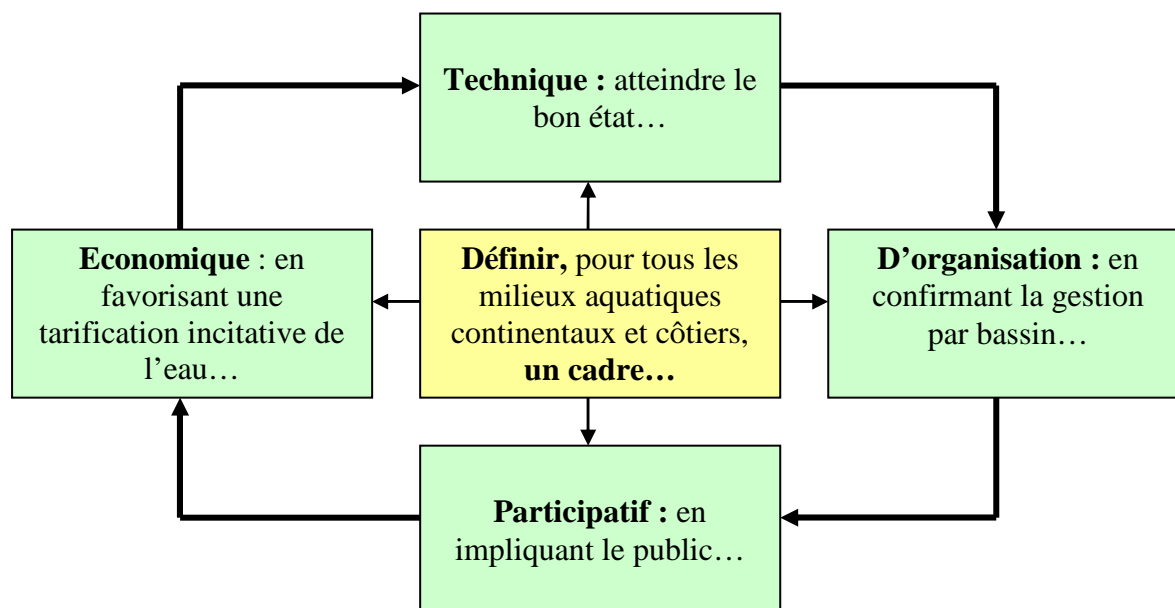 Technique : atteindre le
bon état…
Economique : en
favorisant une
tarification incitative de
l’eau…
Définir, pour tous les
milieux aquatiques
continentaux et côtiers,
un cadre…
D’organisation : en
confirmant la gestion
par bassin…
Participatif : en
impliquant le public…